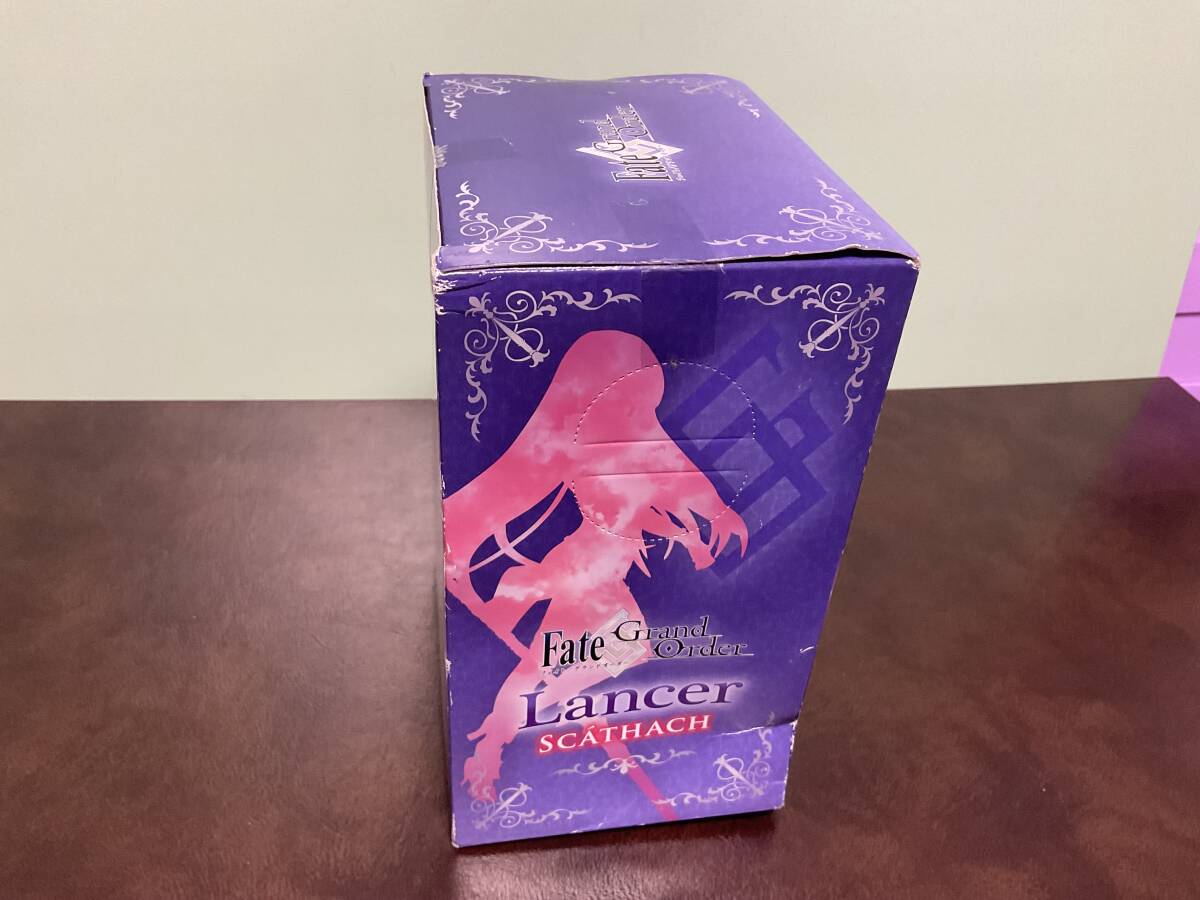 Fate
Grand
Order
Fate
Grand
Order
Lancer
SCÁTHACH